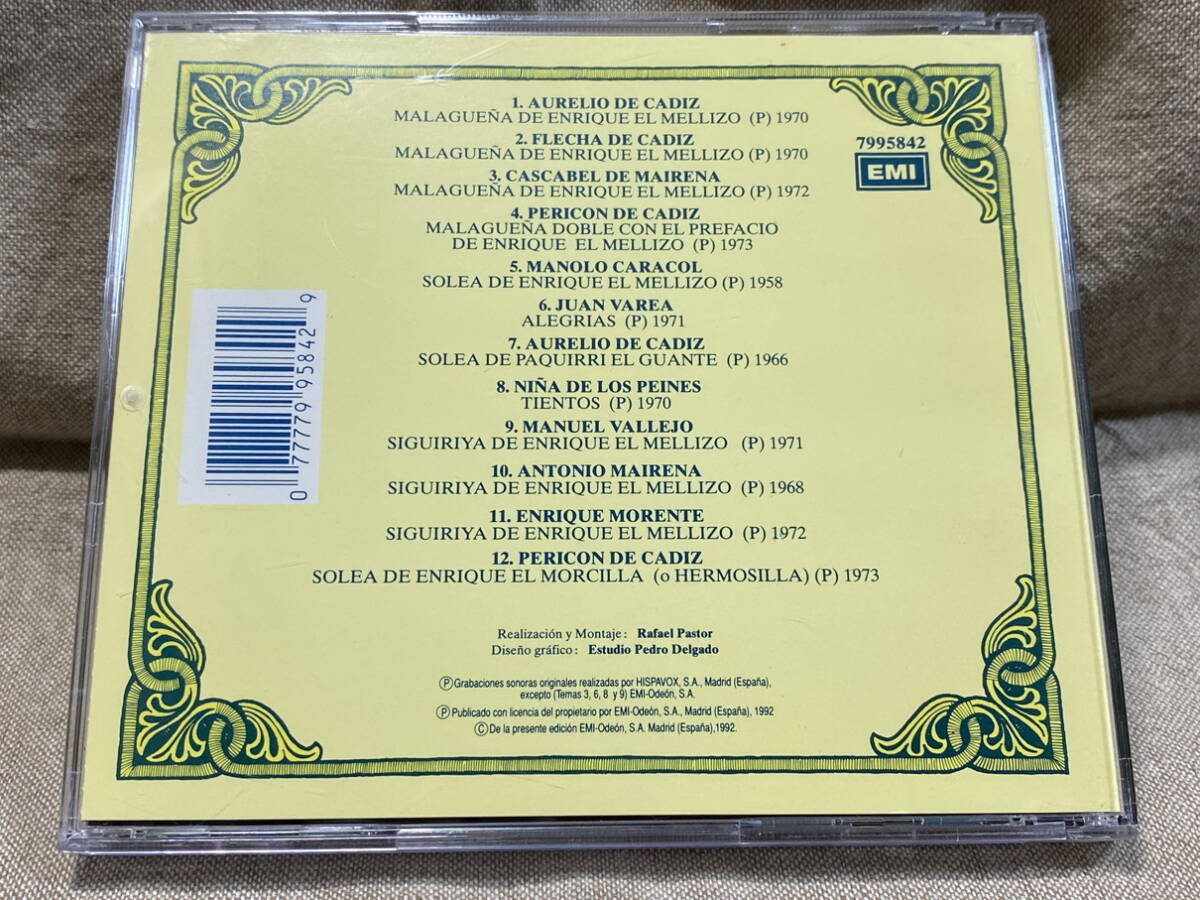 1. AURELIO DE CADIZ
MALAGUEÑA DE ENRIQUE EL MELLIZO (P) 1970
2. FLECHA DE CADIZ
MALAGUEÑA DE ENRIQUE EL MELLIZO (P) 1970
3. CASCABEL DE MAIRENA
MALAGUEÑA DE ENRIQUE EL MELLIZO (P) 1972
4. PERICON DE CADIZ
MALAGUEÑA DOBLE CON EL PREFACIO
DE ENRIQUE EL MELLIZO (P) 1973
5. MANOLO CARACOL
SOLEA DE ENRIQUE EL MELLIZO (P) 1958
6. JUAN VAREA
ALEGRIAS (P) 1971
7. AURELIO DE CADIZ
SOLEA DE PAQUIRRI EL GUANTE (P) 1966
8. NIÑA DE LOS PEINES
TIENTOS (P) 1970
9. MANUEL VALLEJO
SIGUIRIYA DE ENRIQUE EL MELLIZO (P) 1971
10. ANTONIO MAIRENA
SIGUIRIYA DE ENRIQUE EL MELLIZO (P) 1968
11. ENRIQUE MORENTE
SIGUIRIYA DE ENRIQUE EL MELLIZO (P) 1972
12. PERICON DE CADIZ
SOLEA DE ENRIQUE EL MORCILLA (o HERMOSILLA) (P) 1973
7995842
EMI
0 77779 95842 9
Realización y Montaje: Rafael Pastor
Diseño gráfico: Estudio Pedro Delgado
Ⓟ Grabaciones sonoras originales realizadas por HISPAVOX, S.A., Madrid (España),
excepto (Temas 3, 6, 8 y 9) EMI-Odeón, S.A.
Ⓟ Publicado con licencia del propietario por EMI-Odeón, S.A., Madrid (España), 1992
Ⓒ De la presente edición EMI-Odeón, S.A. Madrid (España),1992.